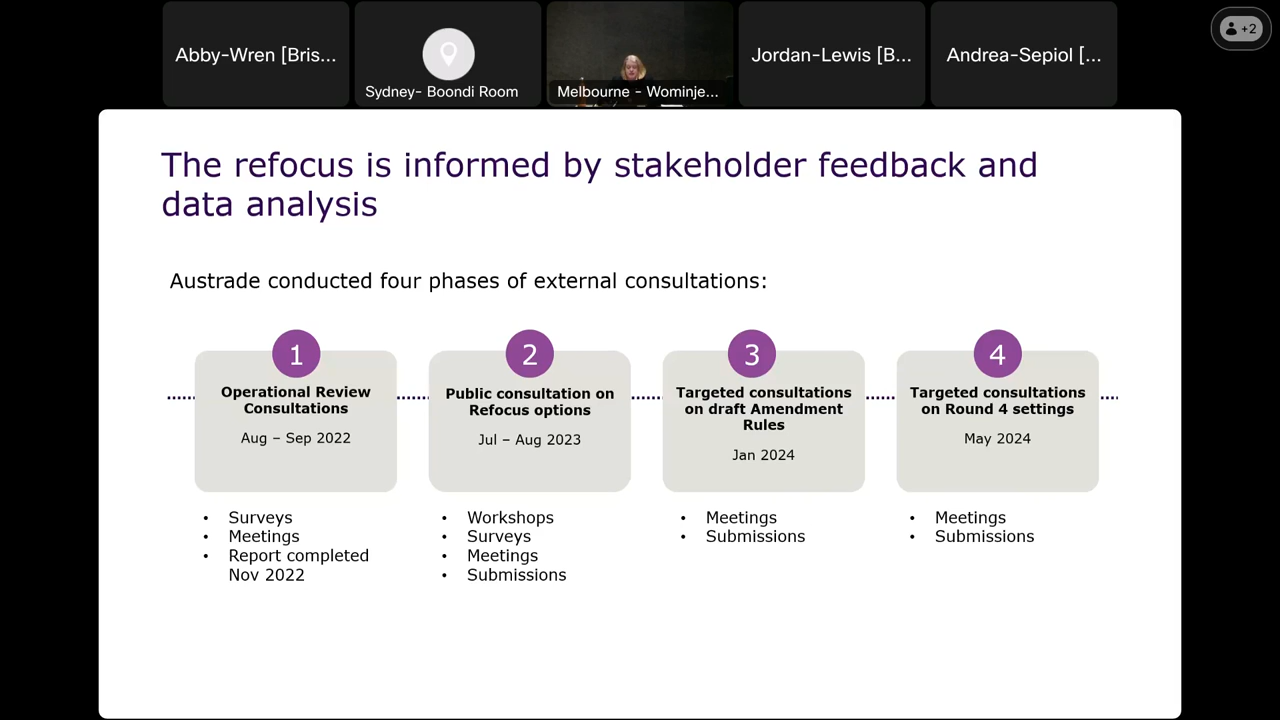 Abby-Wren [Bris...
Sydney- Boondi Room
Melbourne - Wominje...
Jordan-Lewis [B...
Andrea-Sepiol [...
+2
The refocus is informed by stakeholder feedback and
data analysis
Austrade conducted four phases of external consultations:
1
Operational Review
Consultations
Aug – Sep 2022
• Surveys
• Meetings
• Report completed
Nov 2022
2
Public consultation on
Refocus options
Jul – Aug 2023
• Workshops
• Surveys
• Meetings
• Submissions
3
Targeted consultations
on draft Amendment
Rules
Jan 2024
• Meetings
• Submissions
4
Targeted consultations
on Round 4 settings
May 2024
• Meetings
• Submissions